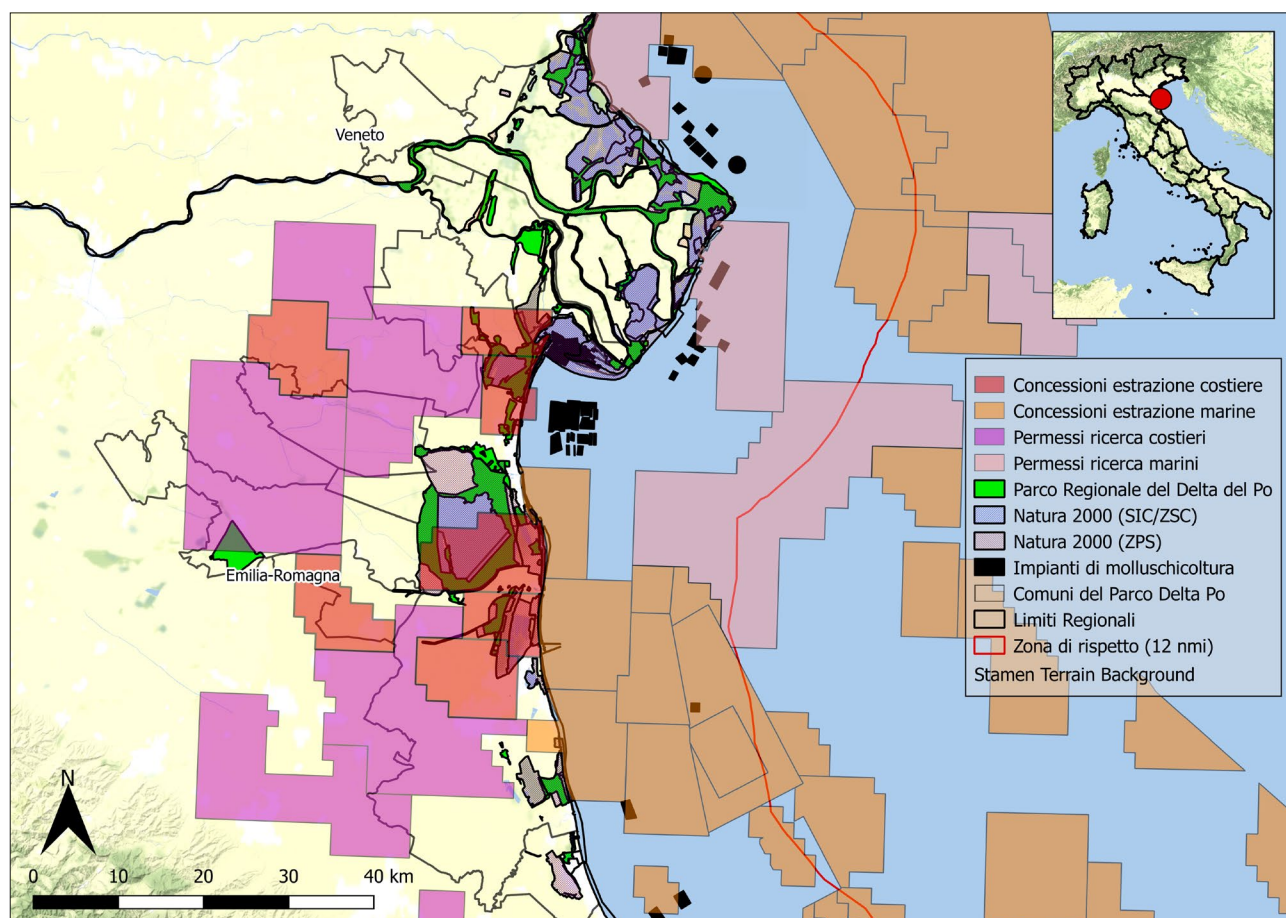 Veneto
Concessioni estrazione costiere
Concessioni estrazione marine
Permessi ricerca costieri
Permessi ricerca marini
Parco Regionale del Delta del Po
Natura 2000 (SIC/ZSC)
Natura 2000 (ZPS)
Impianti di molluschicoltura
Comuni del Parco Delta Po
Limiti Regionali
Zona di rispetto (12 nmi)
Stamen Terrain Background
Emilia-Romagna
N
0 10 20 30 40 km